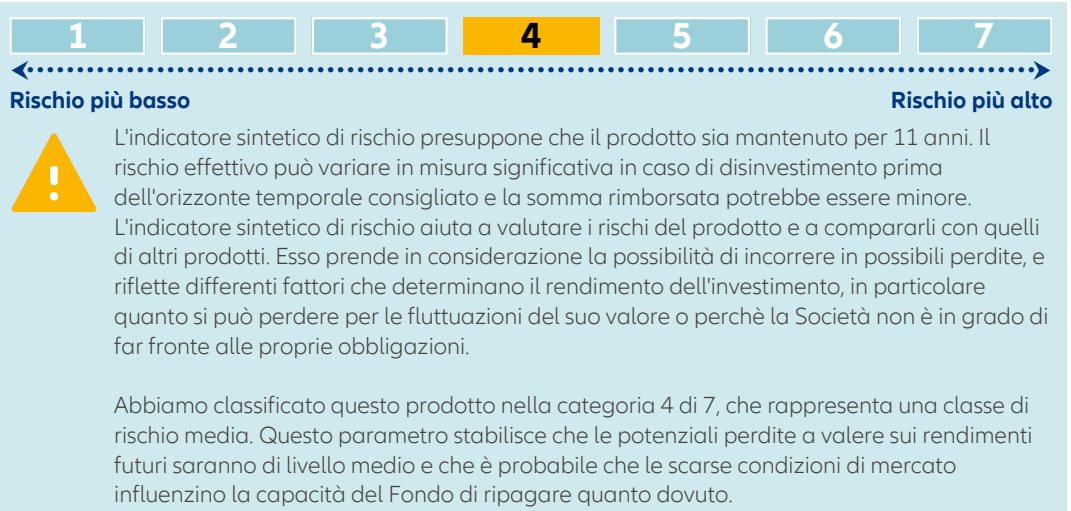 1 2 3 4 5 6 7
Rischio più basso Rischio più alto
L'indicatore sintetico di rischio presuppone che il prodotto sia mantenuto per 11 anni. Il
rischio effettivo può variare in misura significativa in caso di disinvestimento prima
dell'orizzonte temporale consigliato e la somma rimborsata potrebbe essere minore.
L'indicatore sintetico di rischio aiuta a valutare i rischi del prodotto e a compararli con quelli
di altri prodotti. Esso prende in considerazione la possibilità di incorrere in possibili perdite, e
riflette differenti fattori che determinano il rendimento dell'investimento, in particolare
quanto si può perdere per le fluttuazioni del suo valore o perchè la Società non è in grado di
far fronte alle proprie obbligazioni.
Abbiamo classificato questo prodotto nella categoria 4 di 7, che rappresenta una classe di
rischio media. Questo parametro stabilisce che le potenziali perdite a valere sui rendimenti
futuri saranno di livello medio e che è probabile che le scarse condizioni di mercato
influenzino la capacità del Fondo di ripagare quanto dovuto.